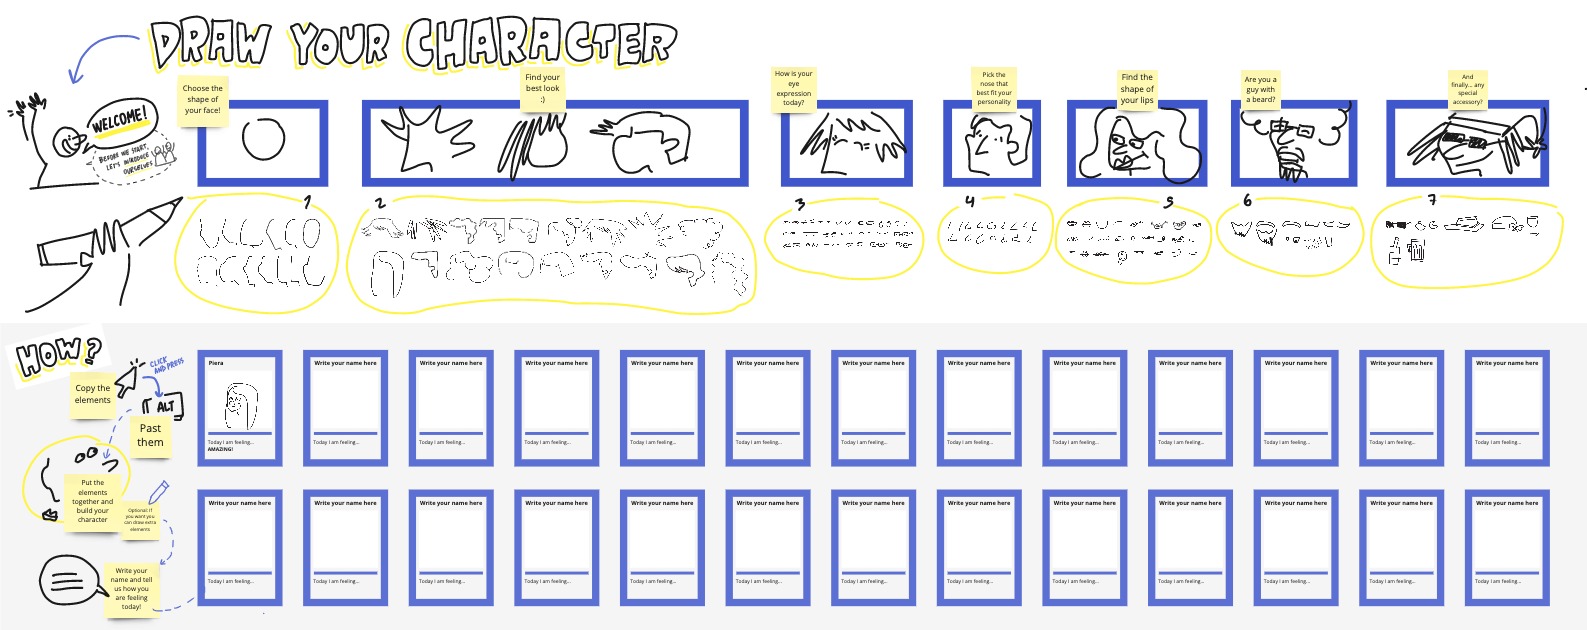 DRAW YOUR CHARACTER
WELCOME!
BEFORE WE START,
LET'S INTRODUCE
OURSELVES
Choose the
shape of
your face!
Find your
best look
:)
How is your
eye
expression
today?
Pick the
nose that
best fit your
personality
Find the
shape of
your lips
Are you a
guy with
a beard?
And
finally... any
special
accessory?
1
2
3
4
5
6
7
HOW?
CLICK
AND PRESS
Copy the
elements
ALT
Past
them
Put the
elements
together and
build your
character
Optional: If
you want you
can draw extra
elements
Write your
name and tell
us how you
are feeling
today!
Piera
Today I am feeling...
AMAZING!
Write your name here
Today I am feeling...
Write your name here
Today I am feeling...
Write your name here
Today I am feeling...
Write your name here
Today I am feeling...
Write your name here
Today I am feeling...
Write your name here
Today I am feeling...
Write your name here
Today I am feeling...
Write your name here
Today I am feeling...
Write your name here
Today I am feeling...
Write your name here
Today I am feeling...
Write your name here
Today I am feeling...
Write your name here
Today I am feeling...
Write your name here
Today I am feeling...
Write your name here
Today I am feeling...
Write your name here
Today I am feeling...
Write your name here
Today I am feeling...
Write your name here
Today I am feeling...
Write your name here
Today I am feeling...
Write your name here
Today I am feeling...
Write your name here
Today I am feeling...
Write your name here
Today I am feeling...
Write your name here
Today I am feeling...
Write your name here
Today I am feeling...
Write your name here
Today I am feeling...
Write your name here
Today I am feeling...